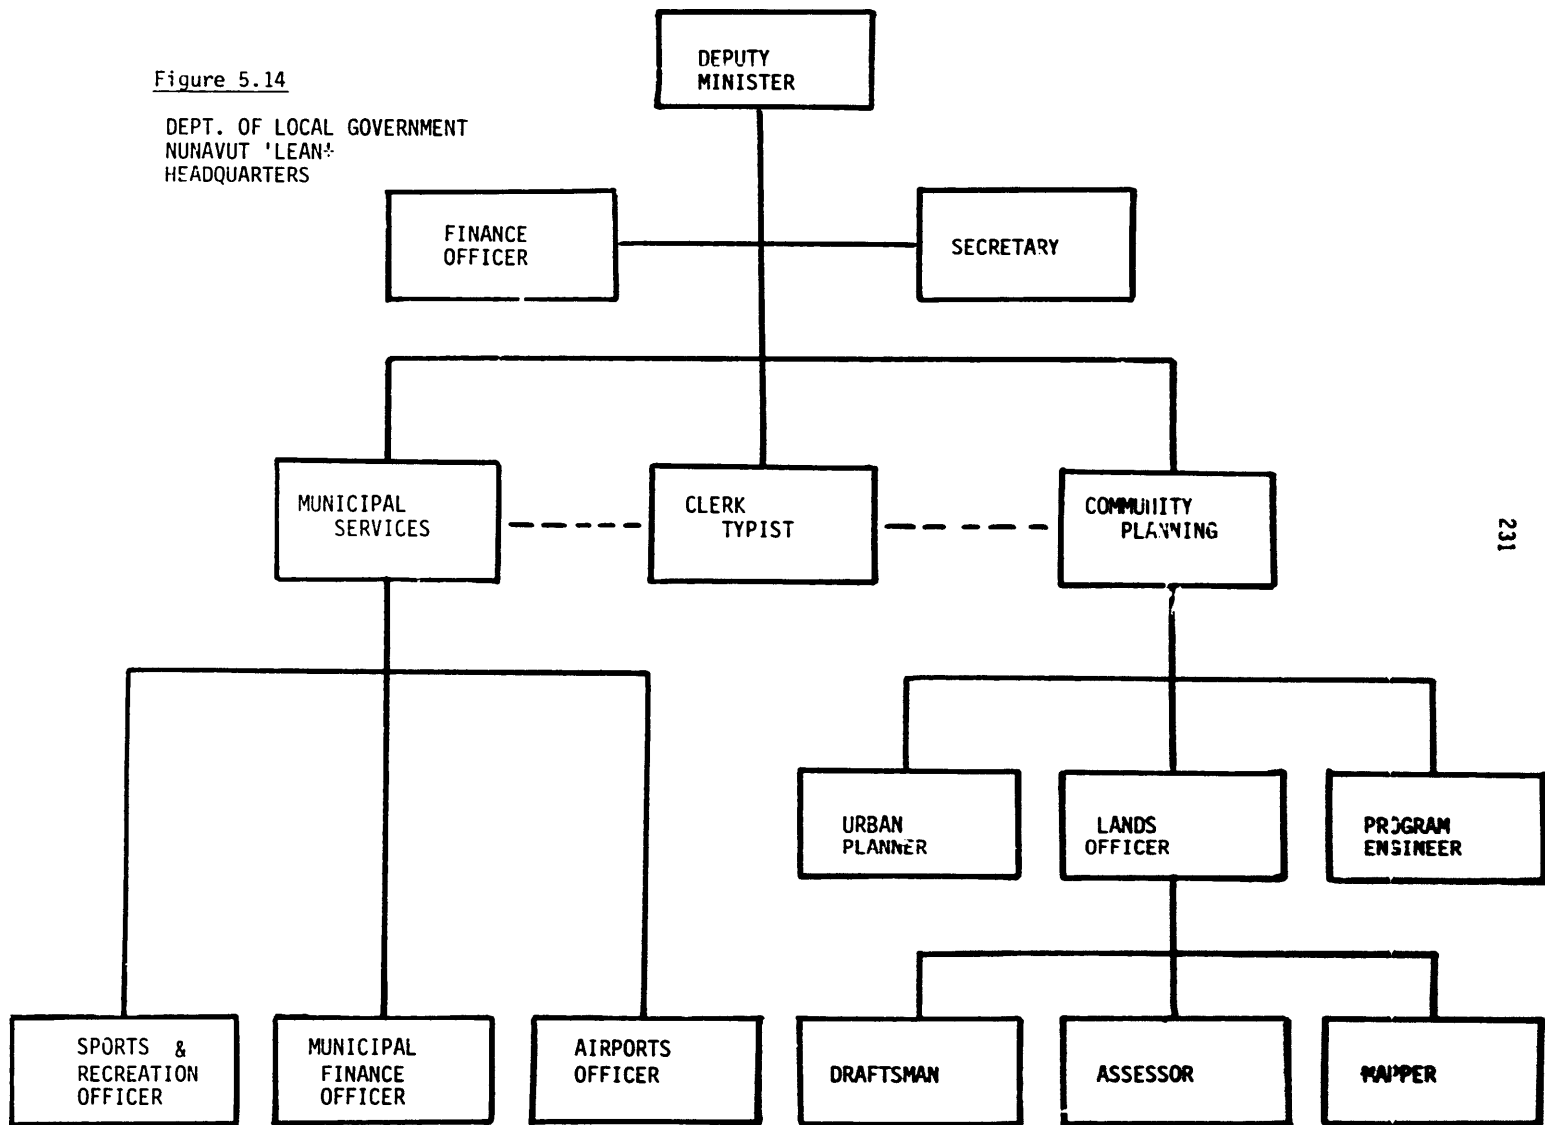 Figure 5.14
DEPT. OF LOCAL GOVERNMENT
NUNAVUT 'LEAN'
HEADQUARTERS
DEPUTY
MINISTER
FINANCE
OFFICER
SECRETARY
MUNICIPAL
SERVICES
CLERK
TYPIST
COMMUNITY
PLANNING
231
URBAN
PLANNER
LANDS
OFFICER
PROGRAM
ENGINEER
SPORTS &
RECREATION
OFFICER
MUNICIPAL
FINANCE
OFFICER
AIRPORTS
OFFICER
DRAFTSMAN
ASSESSOR
MAPPER